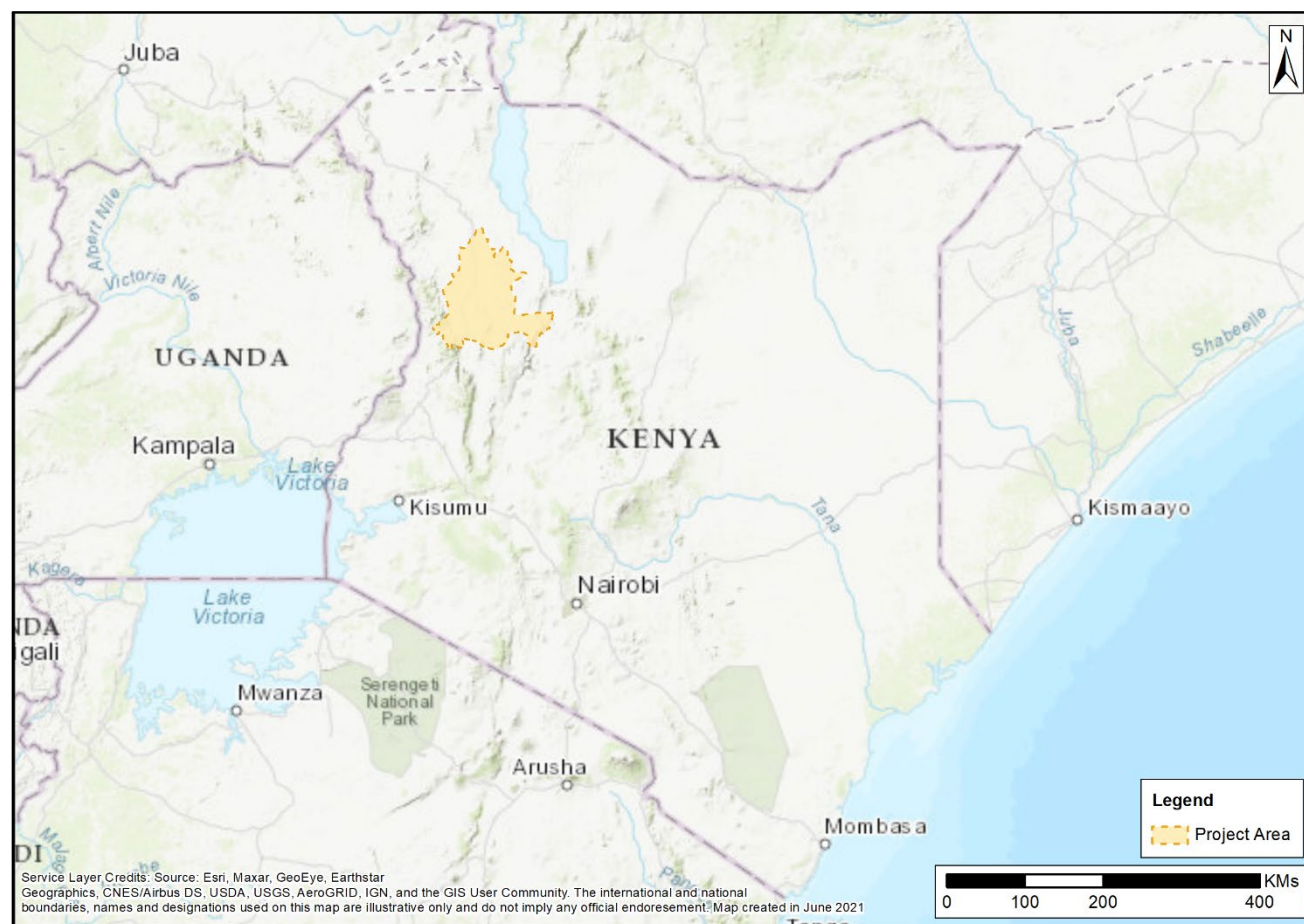 N
Juba
Albert Nile
Victoria Nile
UGANDA
Juba
Shabeelle
KENYA
Kampala
Lake
Victoria
Kisumu
Tana
Kismaayo
Kagera
Nairobi
Lake
Victoria
NDA
igali
Serengeti
National
Park
Mwanza
Arusha
Mombasa
DI
Legend
Project Area
Service Layer Credits: Source: Esri, Maxar, GeoEye, Earthstar
Geographics, CNES/Airbus DS, USDA, USGS, AeroGRID, IGN, and the GIS User Community. The international and national
boundaries, names and designations used on this map are illustrative only and do not imply any official endoresement. Map created in June 2021
KMs
0 100 200 400